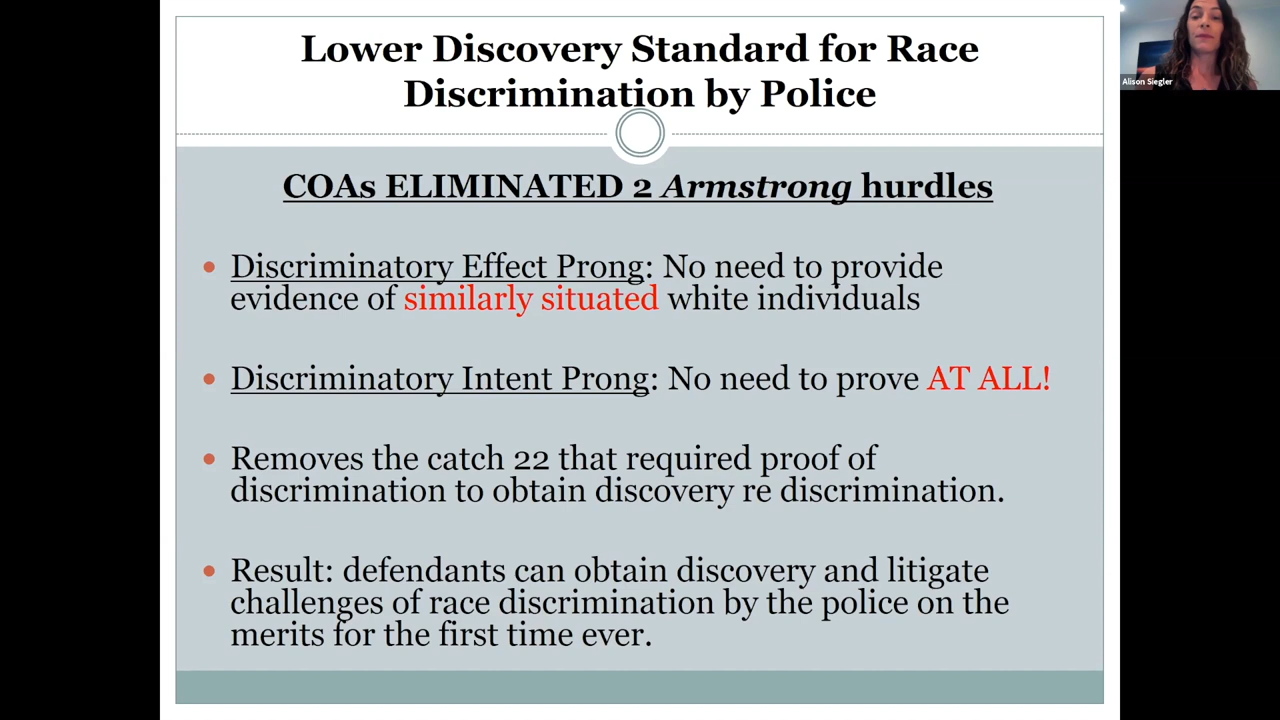 Lower Discovery Standard for Race
Discrimination by Police
COAs ELIMINATED 2 Armstrong hurdles
• Discriminatory Effect Prong: No need to provide
evidence of similarly situated white individuals
• Discriminatory Intent Prong: No need to prove AT ALL!
• Removes the catch 22 that required proof of
discrimination to obtain discovery re discrimination.
• Result: defendants can obtain discovery and litigate
challenges of race discrimination by the police on the
merits for the first time ever.
Alison Siegler